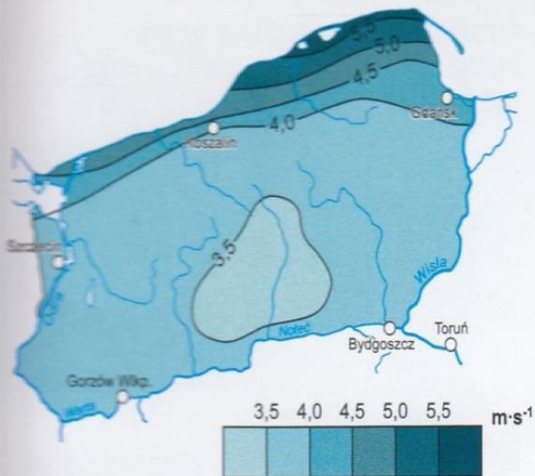 5,5
5,0
4,5
4,0
Gdańsk
Koszalin
3,5
Szczecin
Odra
Wisła
Noteć
Bydgoszcz
Toruń
Gorzów Wlkp.
Warta
3,5 4,0 4,5 5,0 5,5 m·s⁻¹